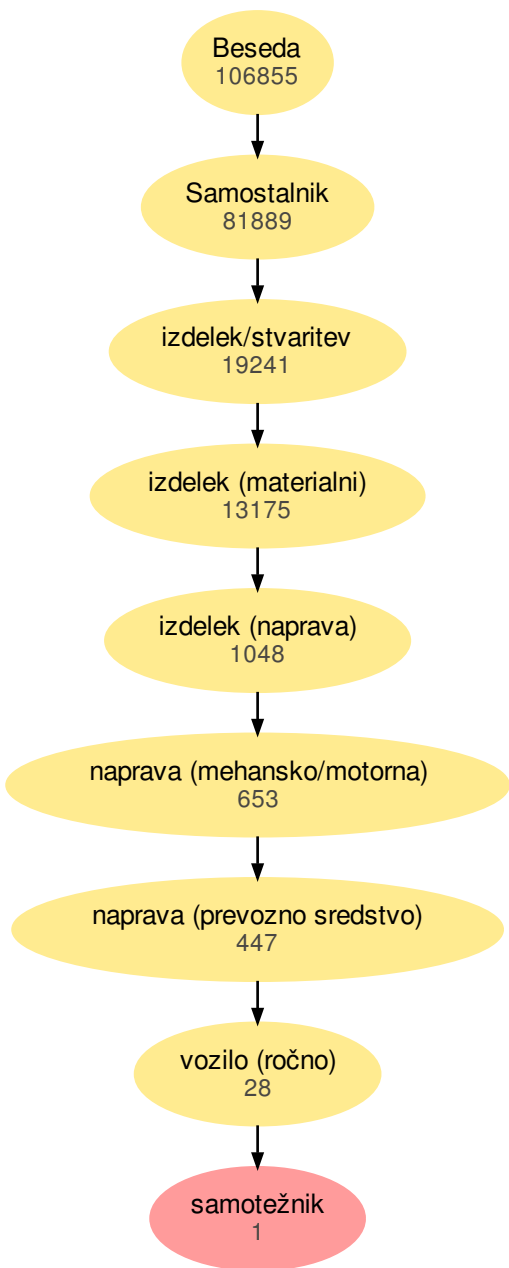 Beseda
106855
Samostalnik
81889
izdelek/stvaritev
19241
izdelek (materialni)
13175
izdelek (naprava)
1048
naprava (mehansko/motorna)
653
naprava (prevozno sredstvo)
447
vozilo (ročno)
28
samotežnik
1